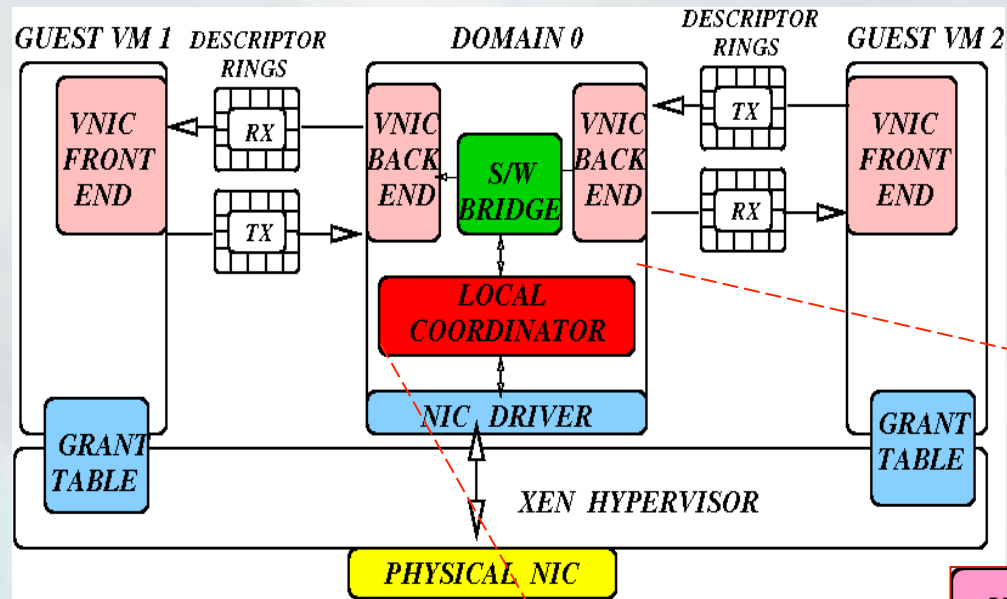 GUEST VM 1
DESCRIPTOR
RINGS
DOMAIN 0
DESCRIPTOR
RINGS
GUEST VM 2
VNIC
FRONT
END
RX
TX
VNIC
BACK
END
S/W
BRIDGE
VNIC
BACK
END
TX
RX
VNIC
FRONT
END
LOCAL
COORDINATOR
NIC DRIVER
GRANT
TABLE
GRANT
TABLE
XEN HYPERVISOR
PHYSICAL NIC